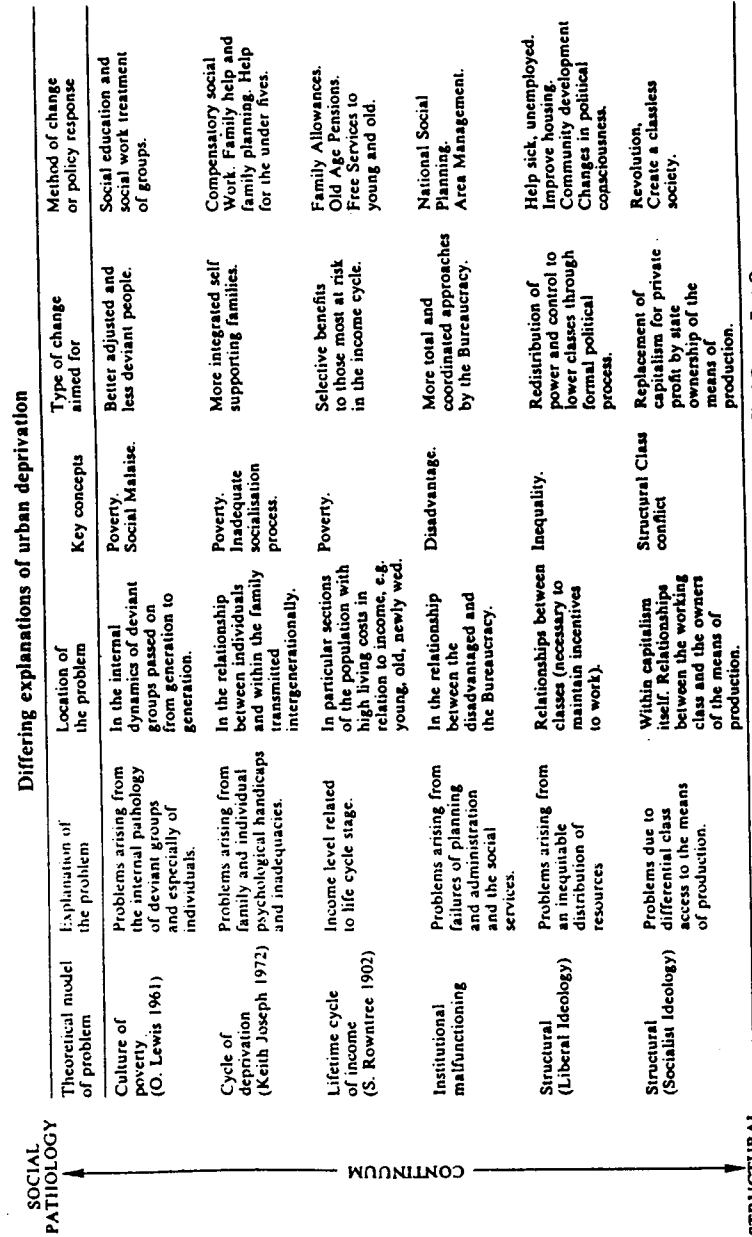 Differing explanations of urban deprivation
SOCIAL
PATHOLOGY
CONTINUUM
STRUCTURAL
Theoretical model
of problem
Explanation of
the problem
Location of
the problem
Key concepts
Type of change
aimed for
Method of change
or policy response
Culture of
poverty
(O. Lewis 1961)
Problems arising from
the internal pathology
of deviant groups
and especially of
individuals.
In the internal
dynamics of deviant
groups passed on
from generation to
generation.
Poverty.
Social Malaise.
Better adjusted and
less deviant people.
Social education and
social work treatment
of groups.
Cycle of
deprivation
(Keith Joseph 1972)
Problems arising from
family and individual
psychological handicaps
and inadequacies.
In the relationship
between individuals
and within the family
transmitted
intergenerationally.
Poverty.
Inadequate
socialisation
process.
More integrated self
supporting families.
Compensatory social
Work. Family help and
family planning. Help
for the under fives.
Lifetime cycle
of income
(S. Rowntree 1902)
Income level related
to life cycle stage.
In particular sections
of the population with
high living costs in
relation to income, e.g.
young, old, newly wed.
Poverty.
Selective benefits
to those most at risk
in the income cycle.
Family Allowances.
Old Age Pensions.
Free Services to
young and old.
Institutional
malfunctioning
Problems arising from
failures of planning
and administration
and the social
services.
In the relationship
between the
disadvantaged and
the Bureaucracy.
Disadvantage.
More total and
coordinated approaches
by the Bureaucracy.
National Social
Planning.
Area Management.
Structural
(Liberal Ideology)
Problems arising from
an inequitable
distribution of
resources
Relationships between
classes (necessary to
maintain incentives
to work).
Inequality.
Redistribution of
power and control to
lower classes through
formal political
process.
Help sick, unemployed.
Improve housing.
Community development
Changes in political
consciousness.
Structural
(Socialist Ideology)
Problems due to
differential class
access to the means
of production.
Within capitalism
itself. Relationships
between the working
class and the owners
of the means of
production.
Structural Class
conflict
Replacement of
capitalism for private
profit by state
ownership of the
means of
production.
Revolution,
Create a classless
society.